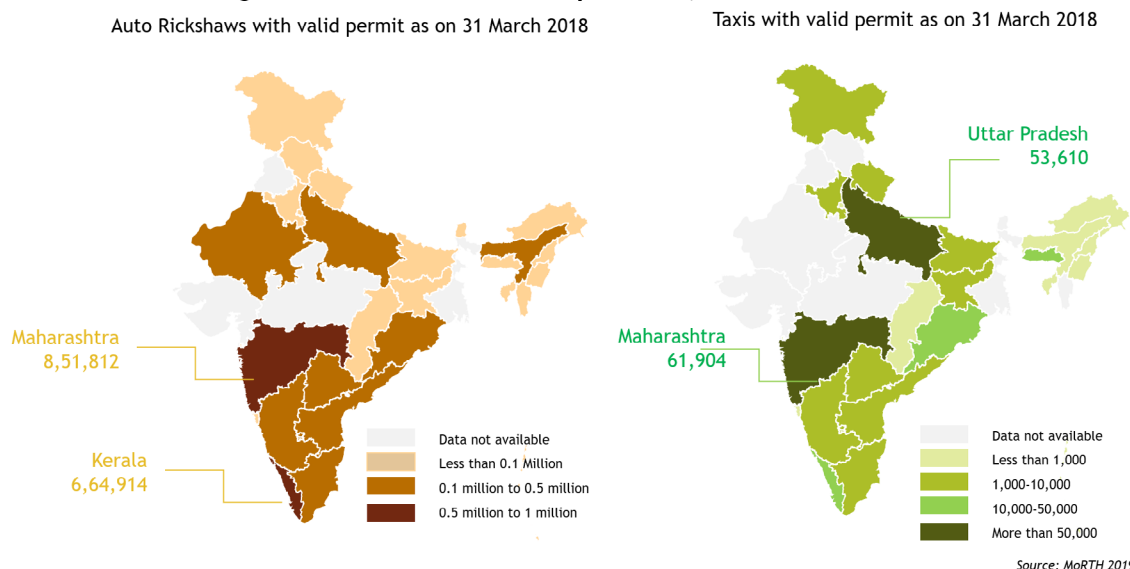 Auto Rickshaws with valid permit as on 31 March 2018
Maharashtra
8,51,812
Kerala
6,64,914
Data not available
Less than 0.1 Million
0.1 million to 0.5 million
0.5 million to 1 million
Taxis with valid permit as on 31 March 2018
Uttar Pradesh
53,610
Maharashtra
61,904
Data not available
Less than 1,000
1,000-10,000
10,000-50,000
More than 50,000
Source: MoRTH 2019